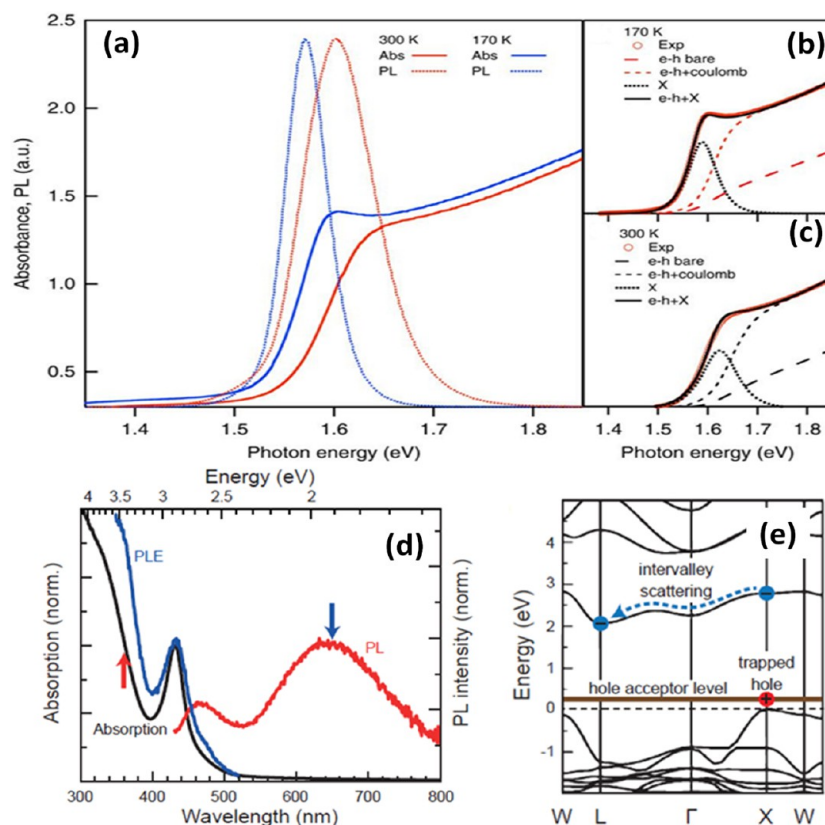 (a)
300 K 170 K
Abs Abs
PL PL
2.5
2.0
1.5
1.0
0.5
Absorbance, PL (a.u.)
1.4 1.5 1.6 1.7 1.8
Photon energy (eV)
(b)
170 K
Exp
e-h bare
e-h+coulomb
X
e-h+X
(c)
300 K
Exp
e-h bare
e-h+coulomb
X
e-h+X
1.4 1.5 1.6 1.7 1.8
Photon energy (eV)
Energy (eV)
4 3.5 3 2.5 2
(d)
PLE
PL
Absorption
Absorption (norm.)
PL intensity (norm.)
300 400 500 600 700 800
Wavelength (nm)
(e)
intervalley
scattering
trapped
hole
hole acceptor level
4
3
2
1
0
-1
Energy (eV)
W L Γ X W